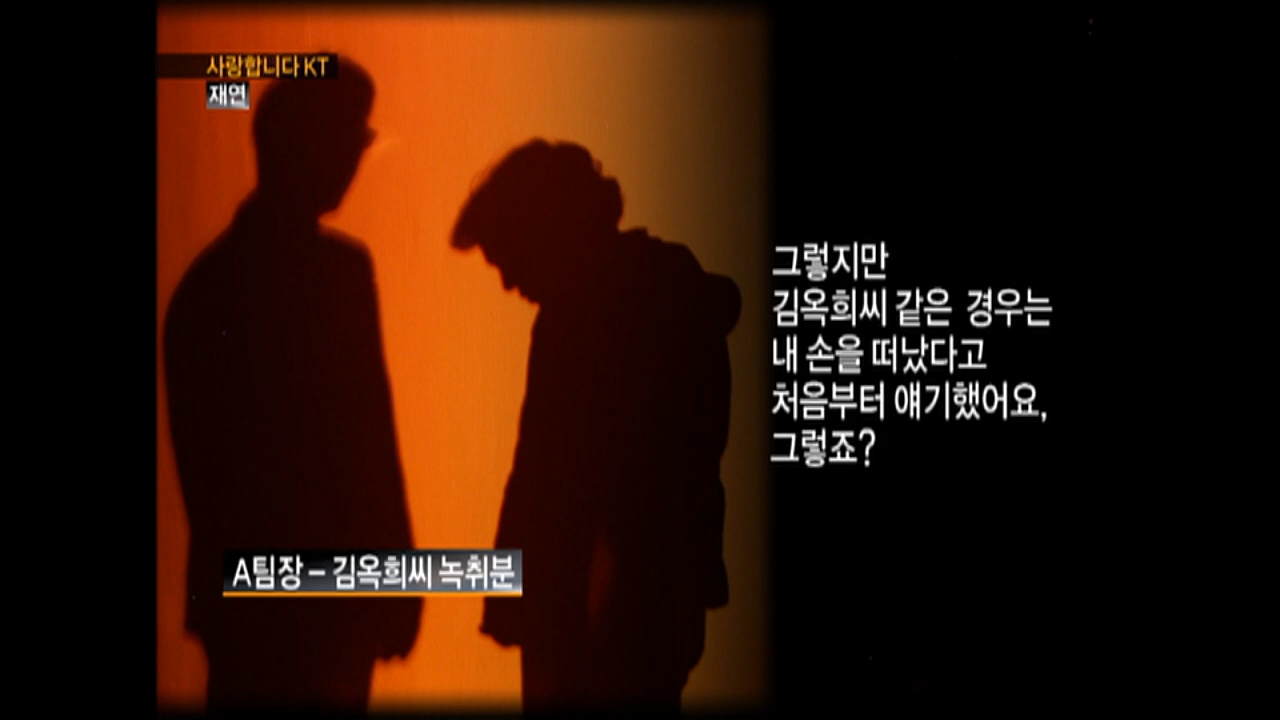 사랑합니다 KT
재연
그렇지만
김옥희씨 같은 경우는
내 손을 떠났다고
처음부터 얘기했어요,
그렇죠?
A팀장 - 김옥희씨 녹취분